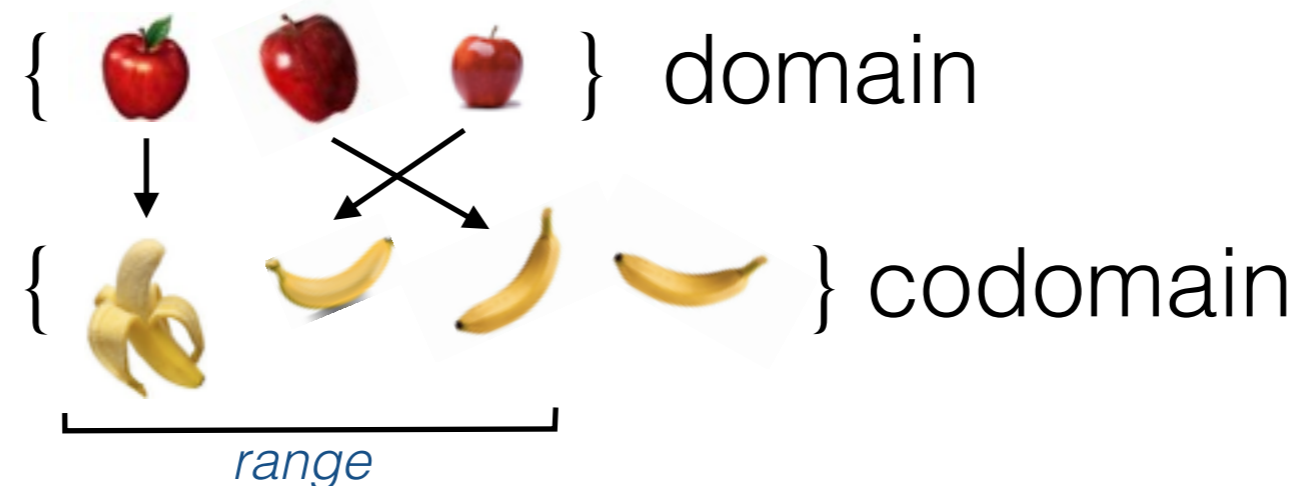 { } domain
{ } codomain
range